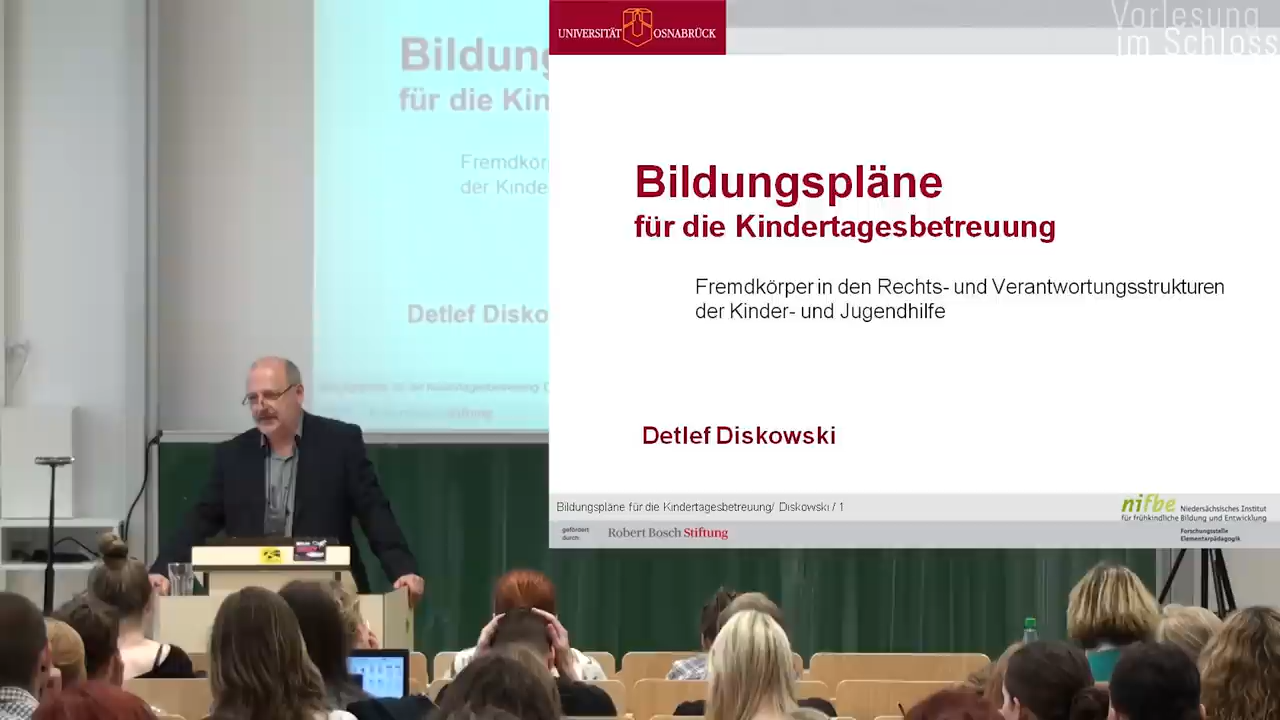 Bildung
für die Kin
Fremdkör
der Kinde
Detlef Disko
UNIVERSITÄT OSNABRÜCK
Vorlesung
im Schloss
Bildungspläne
für die Kindertagesbetreuung
Fremdkörper in den Rechts- und Verantwortungsstrukturen
der Kinder- und Jugendhilfe
Detlef Diskowski
Bildungspläne für die Kindertagesbetreuung/ Diskowski / 1
gefördert
durch:
Robert Bosch Stiftung
nifbe Niedersächsisches Institut
für frühkindliche Bildung und Entwicklung
Forschungsstelle
Elementarpädagogik